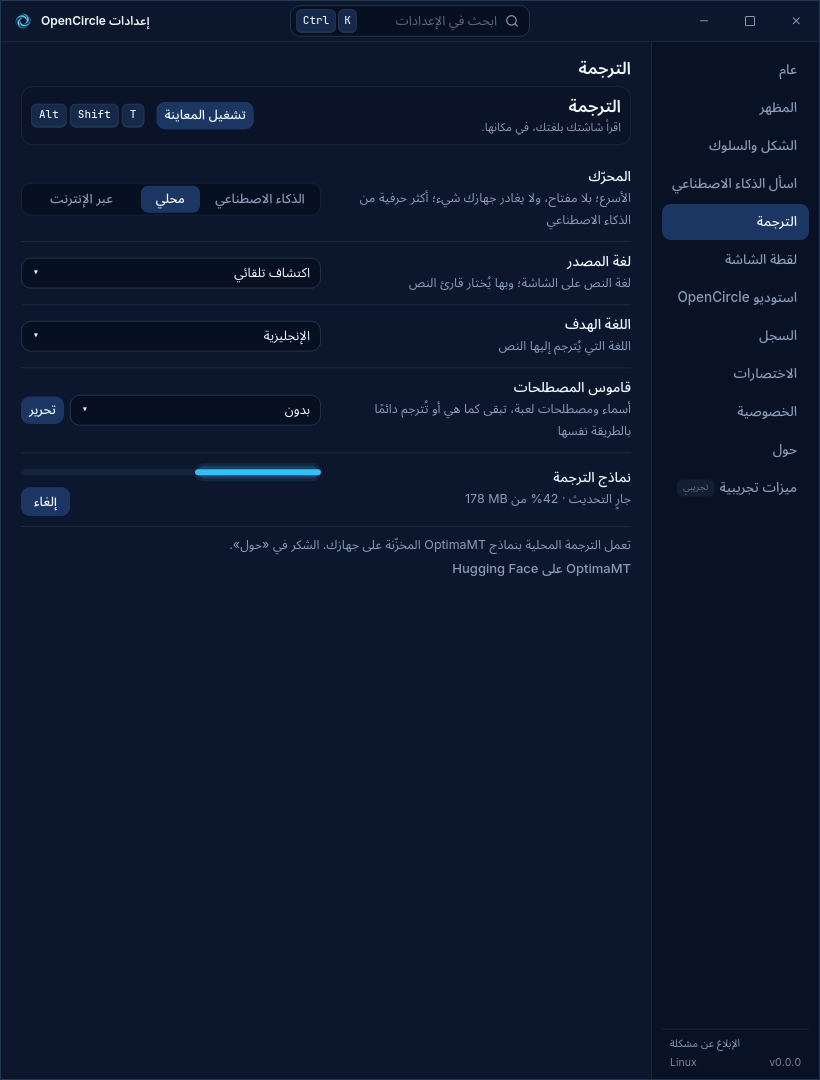 إعدادات OpenCircle
ابحث في الإعدادات
Ctrl K
عام
المظهر
الشكل والسلوك
اسأل الذكاء الاصطناعي
الترجمة
لقطة الشاشة
استوديو OpenCircle
السجل
الاختصارات
الخصوصية
حول
ميزات تجريبية تجريبي
الإبلاغ عن مشكلة
v0.0.0 Linux
الترجمة
الترجمة
اقرأ شاشتك بلغتك، في مكانها.
تشغيل المعاينة
Alt Shift T
المحرّك
الأسرع؛ بلا مفتاح، ولا يغادر جهازك شيء؛ أكثر حرفية من
الذكاء الاصطناعي
الذكاء الاصطناعي محلي عبر الإنترنت
لغة المصدر
لغة النص على الشاشة؛ وبها يُختار قارئ النص
اكتشاف تلقائي
اللغة الهدف
اللغة التي يُترجم إليها النص
الإنجليزية
قاموس المصطلحات
أسماء ومصطلحات لعبة، تبقى كما هي أو تُترجم دائمًا
بالطريقة نفسها
بدون
تحرير
نماذج الترجمة
جارٍ التحديث · 42% من 178 MB
إلغاء
تعمل الترجمة المحلية بنماذج OptimaMT المخزّنة على جهازك. الشكر في «حول».
OptimaMT على Hugging Face